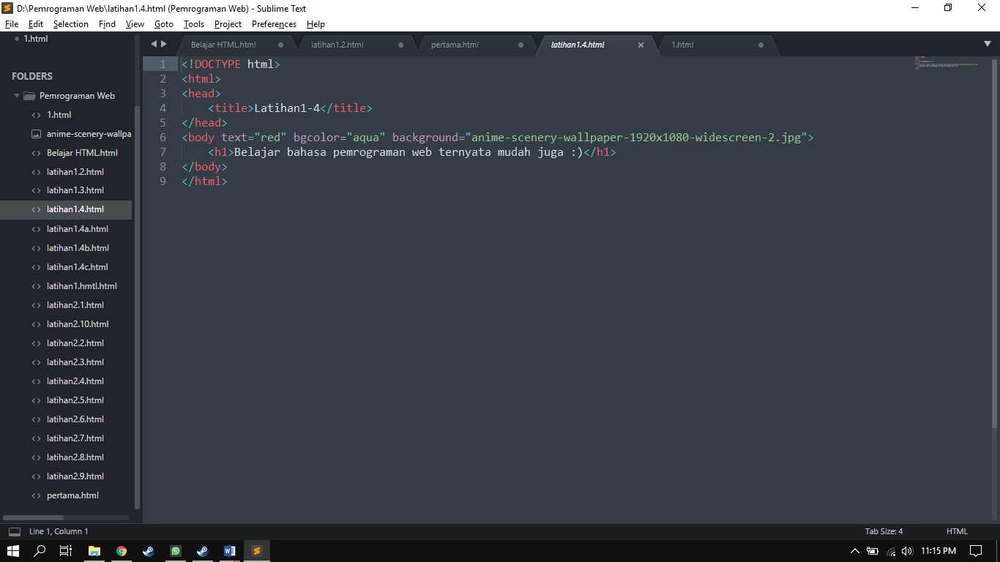 D:\Pemrograman Web\latihan1.4.html (Pemrograman Web) - Sublime Text
File Edit Selection Find View Goto Tools Project Preferences Help
1.html
FOLDERS
Pemrograman Web
1.html
anime-scenery-wallpa
Belajar HTML.html
latihan1.2.html
latihan1.3.html
latihan1.4.html
latihan1.4a.html
latihan1.4b.html
latihan1.4c.html
latihan1.hmtl.html
latihan2.1.html
latihan2.10.html
latihan2.2.html
latihan2.3.html
latihan2.4.html
latihan2.5.html
latihan2.6.html
latihan2.7.html
latihan2.8.html
latihan2.9.html
pertama.html
Belajar HTML.html latihan1.2.html pertama.html latihan1.4.html 1.html
1 <!DOCTYPE html>
2 <html>
3 <head>
4     <title>Latihan1-4</title>
5 </head>
6 <body text="red" bgcolor="aqua" background="anime-scenery-wallpaper-1920x1080-widescreen-2.jpg">
7     <h1>Belajar bahasa pemrograman web ternyata mudah juga :)</h1>
8 </body>
9 </html>
Line 1, Column 1 Tab Size: 4 HTML
11:15 PM